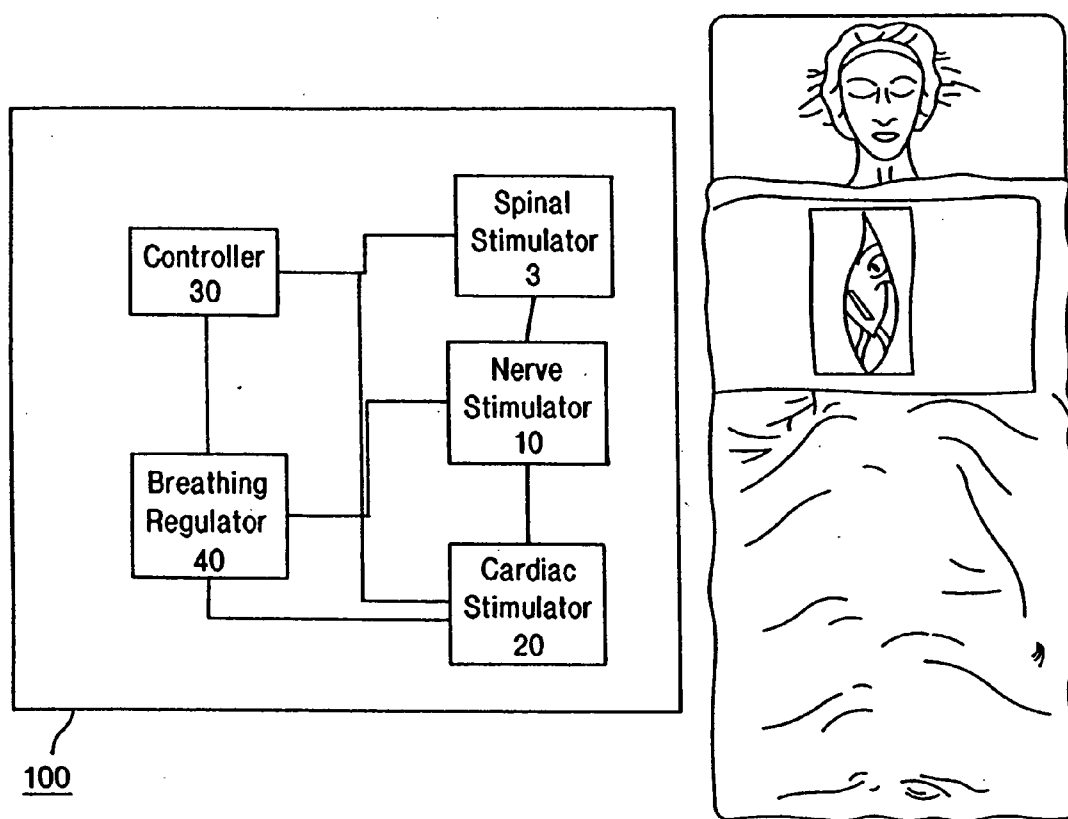 Spinal
Stimulator
3
Controller
30
Nerve
Stimulator
10
Breathing
Regulator
40
Cardiac
Stimulator
20
100